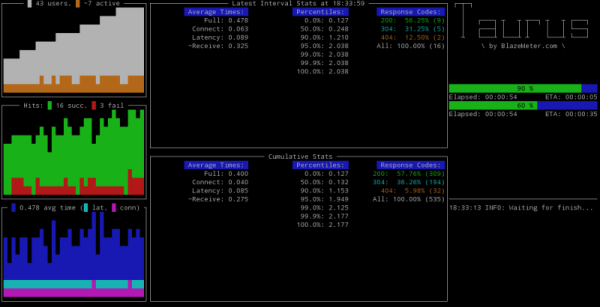 43 users, ~7 active
Hits: 16 succ, 3 fail
0.478 avg time ( lat, conn)
Latest Interval Stats at 18:33:59
Average Times: Percentiles: Response Codes:
Full: 0.478 0.0%: 0.127 200: 56.25% (9)
Connect: 0.063 50.0%: 0.248 304: 31.25% (5)
Latency: 0.089 90.0%: 1.210 404: 12.50% (2)
~Receive: 0.325 95.0%: 2.038 All: 100.00% (16)
99.0%: 2.038
99.9%: 2.038
100.0%: 2.038
Cumulative Stats
Average Times: Percentiles: Response Codes:
Full: 0.400 0.0%: 0.127 200: 57.76% (309)
Connect: 0.040 50.0%: 0.132 304: 36.26% (194)
Latency: 0.085 90.0%: 1.153 404: 5.98% (32)
~Receive: 0.275 95.0%: 1.949 All: 100.00% (535)
99.0%: 2.125
99.9%: 2.177
100.0%: 2.177
\ by BlazeMeter.com \
90 %
Elapsed: 00:00:54 ETA: 00:00:05
60 %
Elapsed: 00:00:54 ETA: 00:00:35
18:33:13 INFO: Waiting for finish...